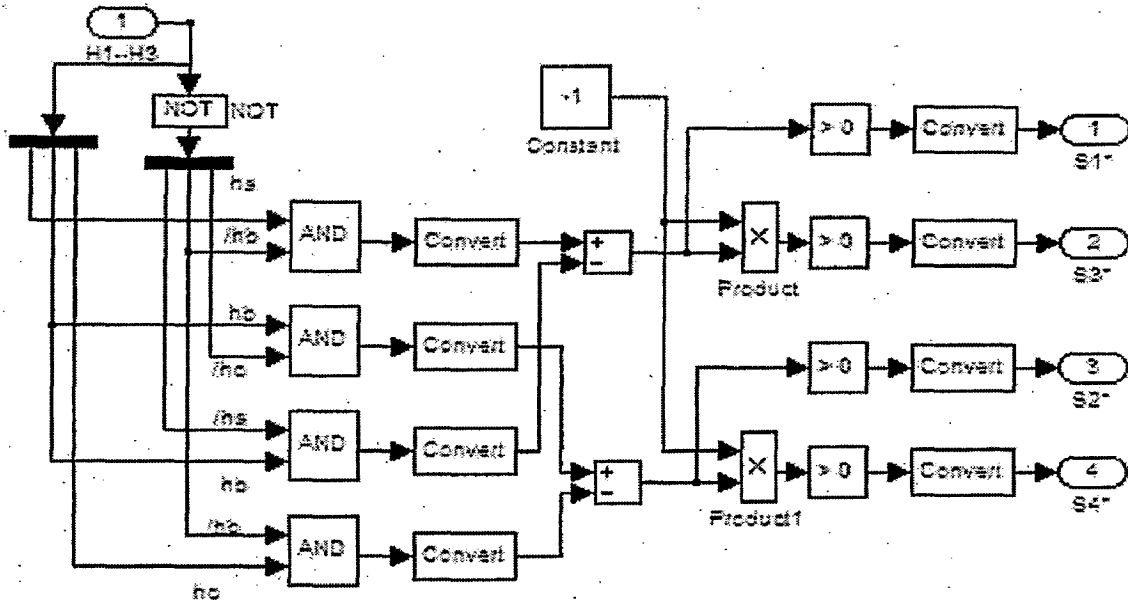 1
H1-H3
NOT NOT
-1
Constant
> 0 Convert 1
S1*
hs
/hb AND Convert + - × > 0 Convert 2
Product S3*
hb
/hc AND Convert > 0 Convert 3
S2*
/hs
hb AND Convert + - × > 0 Convert 4
Product1 S4*
/hb
hc AND Convert